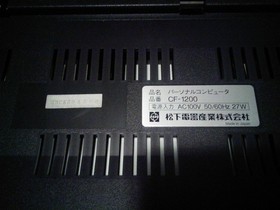 品名 パーソナルコンピュータ
品番 CF-1200
電源入力 AC100V 50/60Hz 27W
松下電器産業株式会社